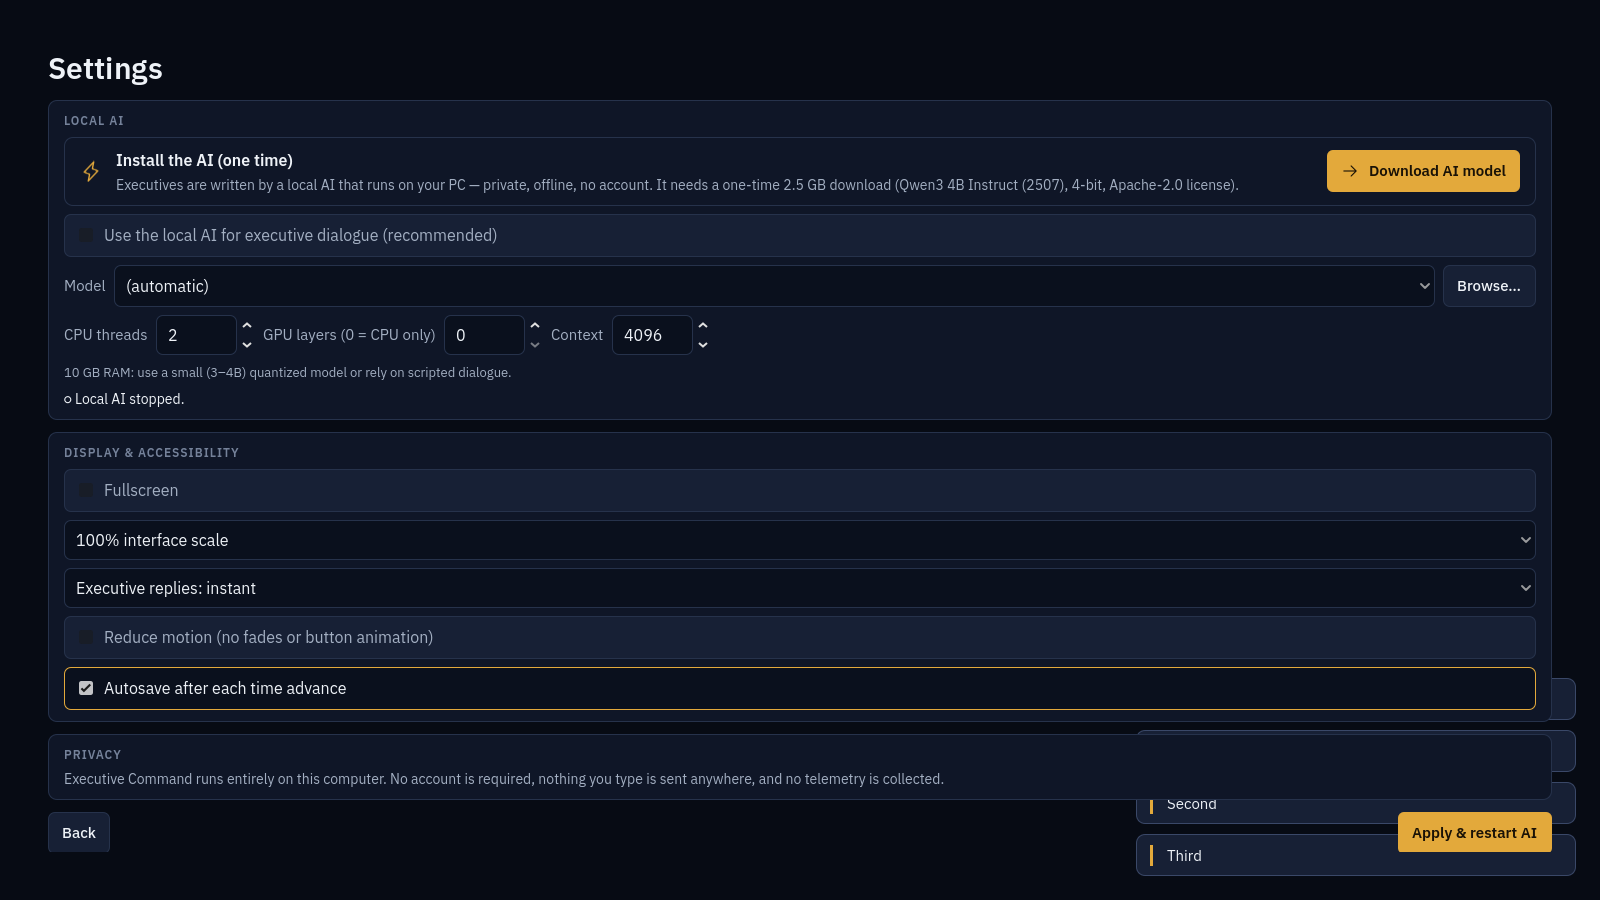 Settings
LOCAL AI
Install the AI (one time)
Executives are written by a local AI that runs on your PC — private, offline, no account. It needs a one-time 2.5 GB download (Qwen3 4B Instruct (2507), 4-bit, Apache-2.0 license).
Download AI model
Use the local AI for executive dialogue (recommended)
Model (automatic) Browse...
CPU threads 2 GPU layers (0 = CPU only) 0 Context 4096
10 GB RAM: use a small (3–4B) quantized model or rely on scripted dialogue.
Local AI stopped.
DISPLAY & ACCESSIBILITY
Fullscreen
100% interface scale
Executive replies: instant
Reduce motion (no fades or button animation)
Autosave after each time advance
PRIVACY
Executive Command runs entirely on this computer. No account is required, nothing you type is sent anywhere, and no telemetry is collected.
Second
Back
Apply & restart AI
Third